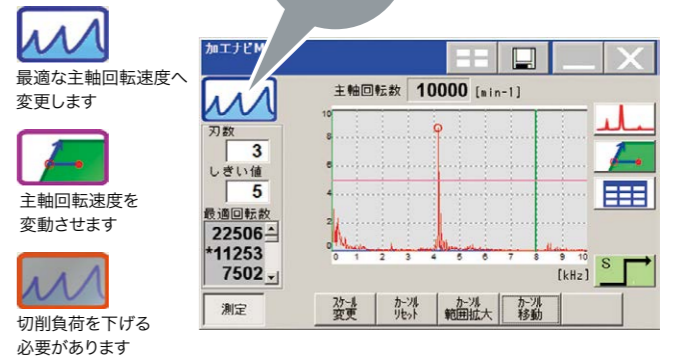 最適な主軸回転速度へ
変更します
主軸回転速度を
変動させます
切削負荷を下げる
必要があります
加工ナビM
主軸回転数 10000 [min-1]
刃数
3
しきい値
5
最適回転数
22506
*11253
7502
10
8
6
4
2
0
0 1 2 3 4 5 6 7 8 9 10
[kHz]
S
測定
スケール
変更
カーソル
リセット
カーソル
範囲拡大
カーソル
移動